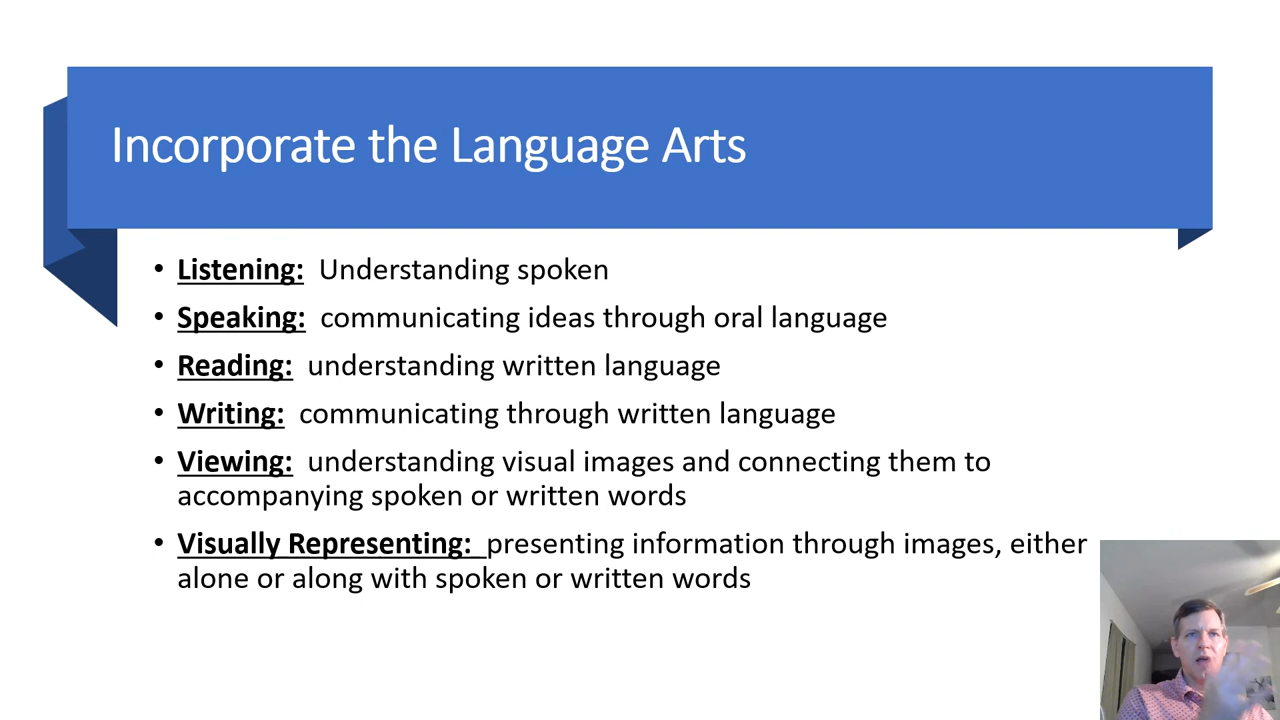 Incorporate the Language Arts
• Listening: Understanding spoken
• Speaking: communicating ideas through oral language
• Reading: understanding written language
• Writing: communicating through written language
• Viewing: understanding visual images and connecting them to
accompanying spoken or written words
• Visually Representing: presenting information through images, either
alone or along with spoken or written words